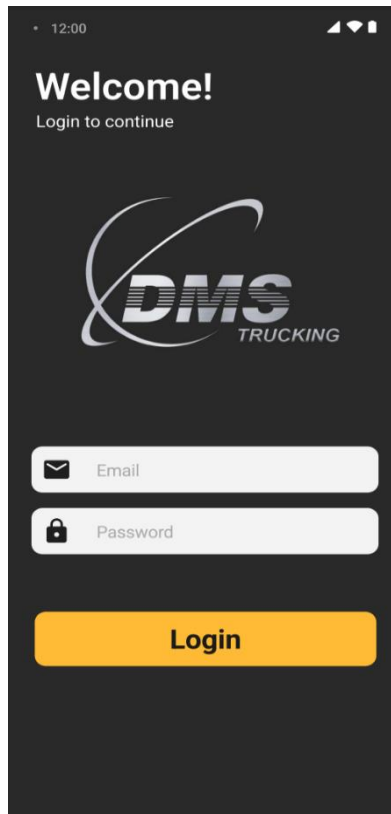 12:00
Welcome!
Login to continue
DMS
TRUCKING
Email
Password
Login